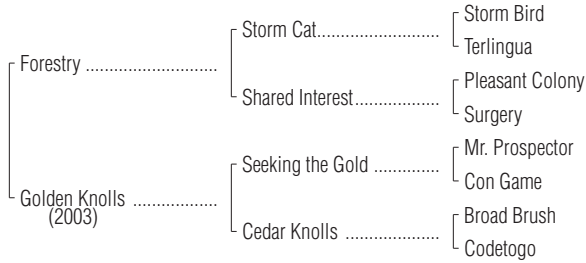 Storm Bird
Storm Cat..................................
Terlingua
Forestry .....................................
Pleasant Colony
Shared Interest........................
Surgery
Mr. Prospector
Seeking the Gold ..................
Con Game
Golden Knolls .......................
(2003)
Broad Brush
Cedar Knolls ..........................
Codetogo